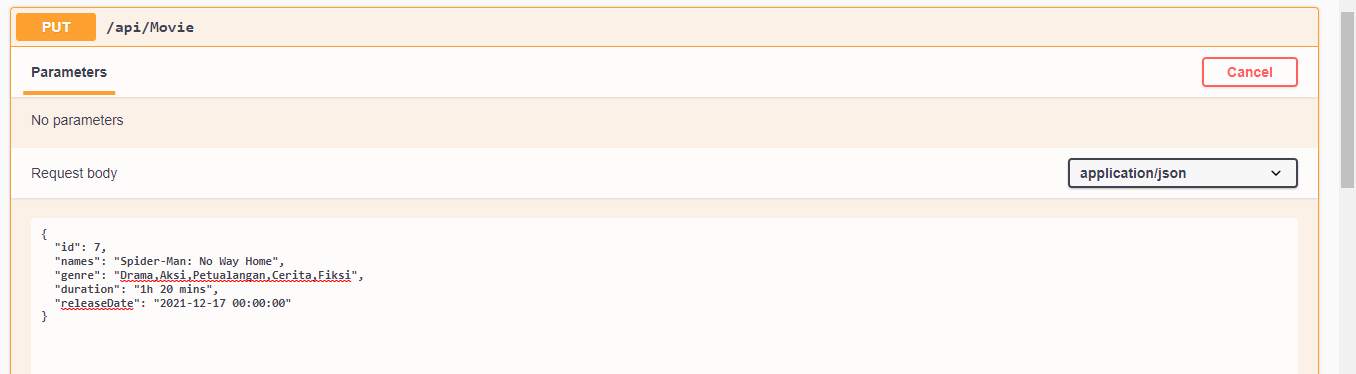 PUT /api/Movie
Parameters
Cancel
No parameters
Request body
application/json
{
"id": 7,
"names": "Spider-Man: No Way Home",
"genre": "Drama,Aksi,Petualangan,Cerita,Fiksi",
"duration": "1h 20 mins",
"releaseDate": "2021-12-17 00:00:00"
}